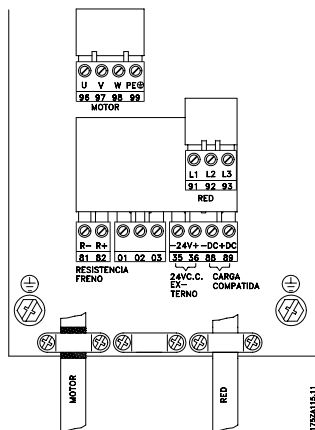 U V W PE
96 97 98 99
MOTOR
L1 L2 L3
91 92 93
RED
R- R+ −24V+ −DC+DC
81 82 01 02 03 35 36 88 89
RESISTENCIA
FRENO
24VC.C.
EX-
TERNO
CARGA
COMPATIDA
MOTOR
RED
175ZA115.11